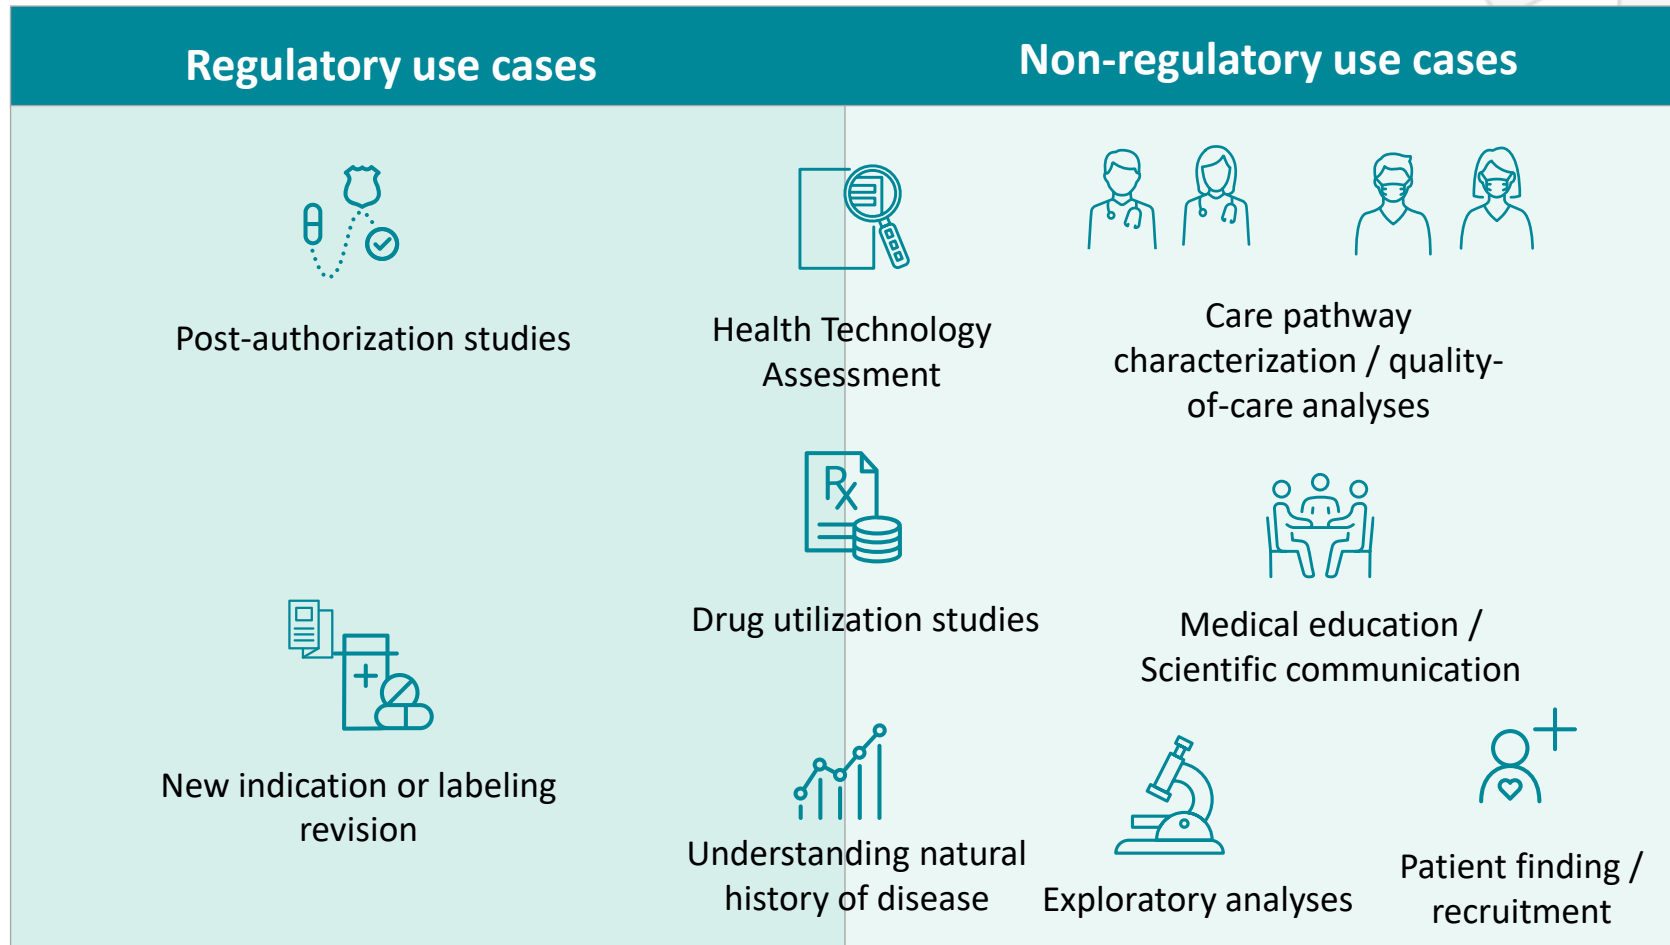 Regulatory use cases
Non-regulatory use cases
Post-authorization studies
Health Technology
Assessment
Care pathway
characterization / quality-
of-care analyses
Rx
Drug utilization studies
Medical education /
Scientific communication
New indication or labeling
revision
Understanding natural
history of disease
Exploratory analyses
Patient finding /
recruitment